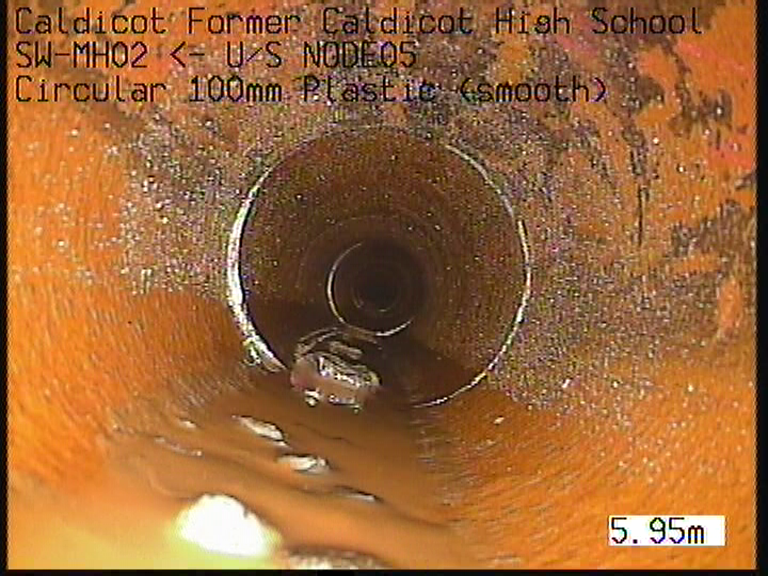 Caldicot Former Caldicot High School
SW-MH02 <- U/S NODE05
Circular 100mm Plastic (smooth)
5.95m